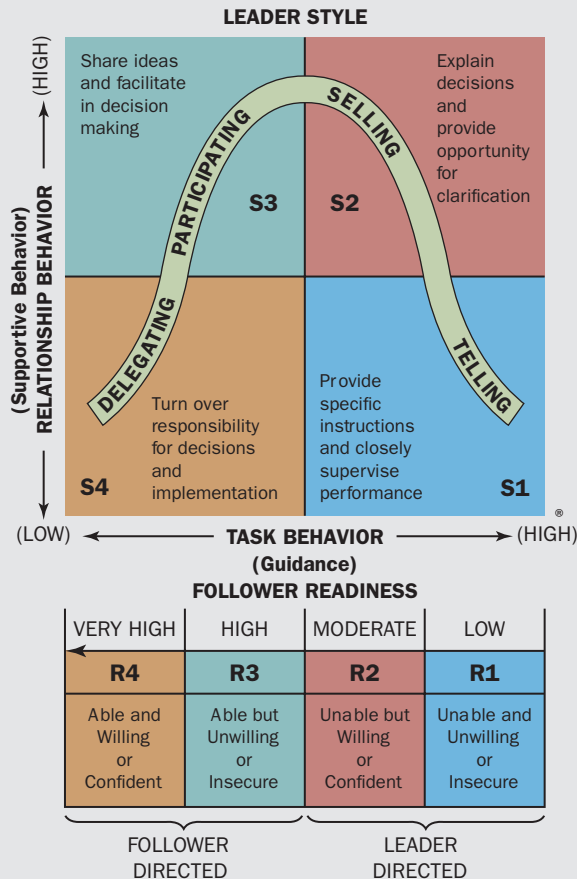 LEADER STYLE
(HIGH)
(Supportive Behavior)
RELATIONSHIP BEHAVIOR
Share ideas
and facilitate
in decision
making
S3
PARTICIPATING
SELLING
Explain
decisions
and
provide
opportunity
for
clarification
S2
DELEGATING
Turn over
responsibility
for decisions
and
implementation
S4
TELLING
Provide
specific
instructions
and closely
supervise
performance
S1
®
(LOW) TASK BEHAVIOR (HIGH)
(Guidance)
FOLLOWER READINESS
VERY HIGH HIGH MODERATE LOW
R4 R3 R2 R1
Able and
Willing
or
Confident
Able but
Unwilling
or
Insecure
Unable but
Willing
or
Confident
Unable and
Unwilling
or
Insecure
FOLLOWER
DIRECTED
LEADER
DIRECTED